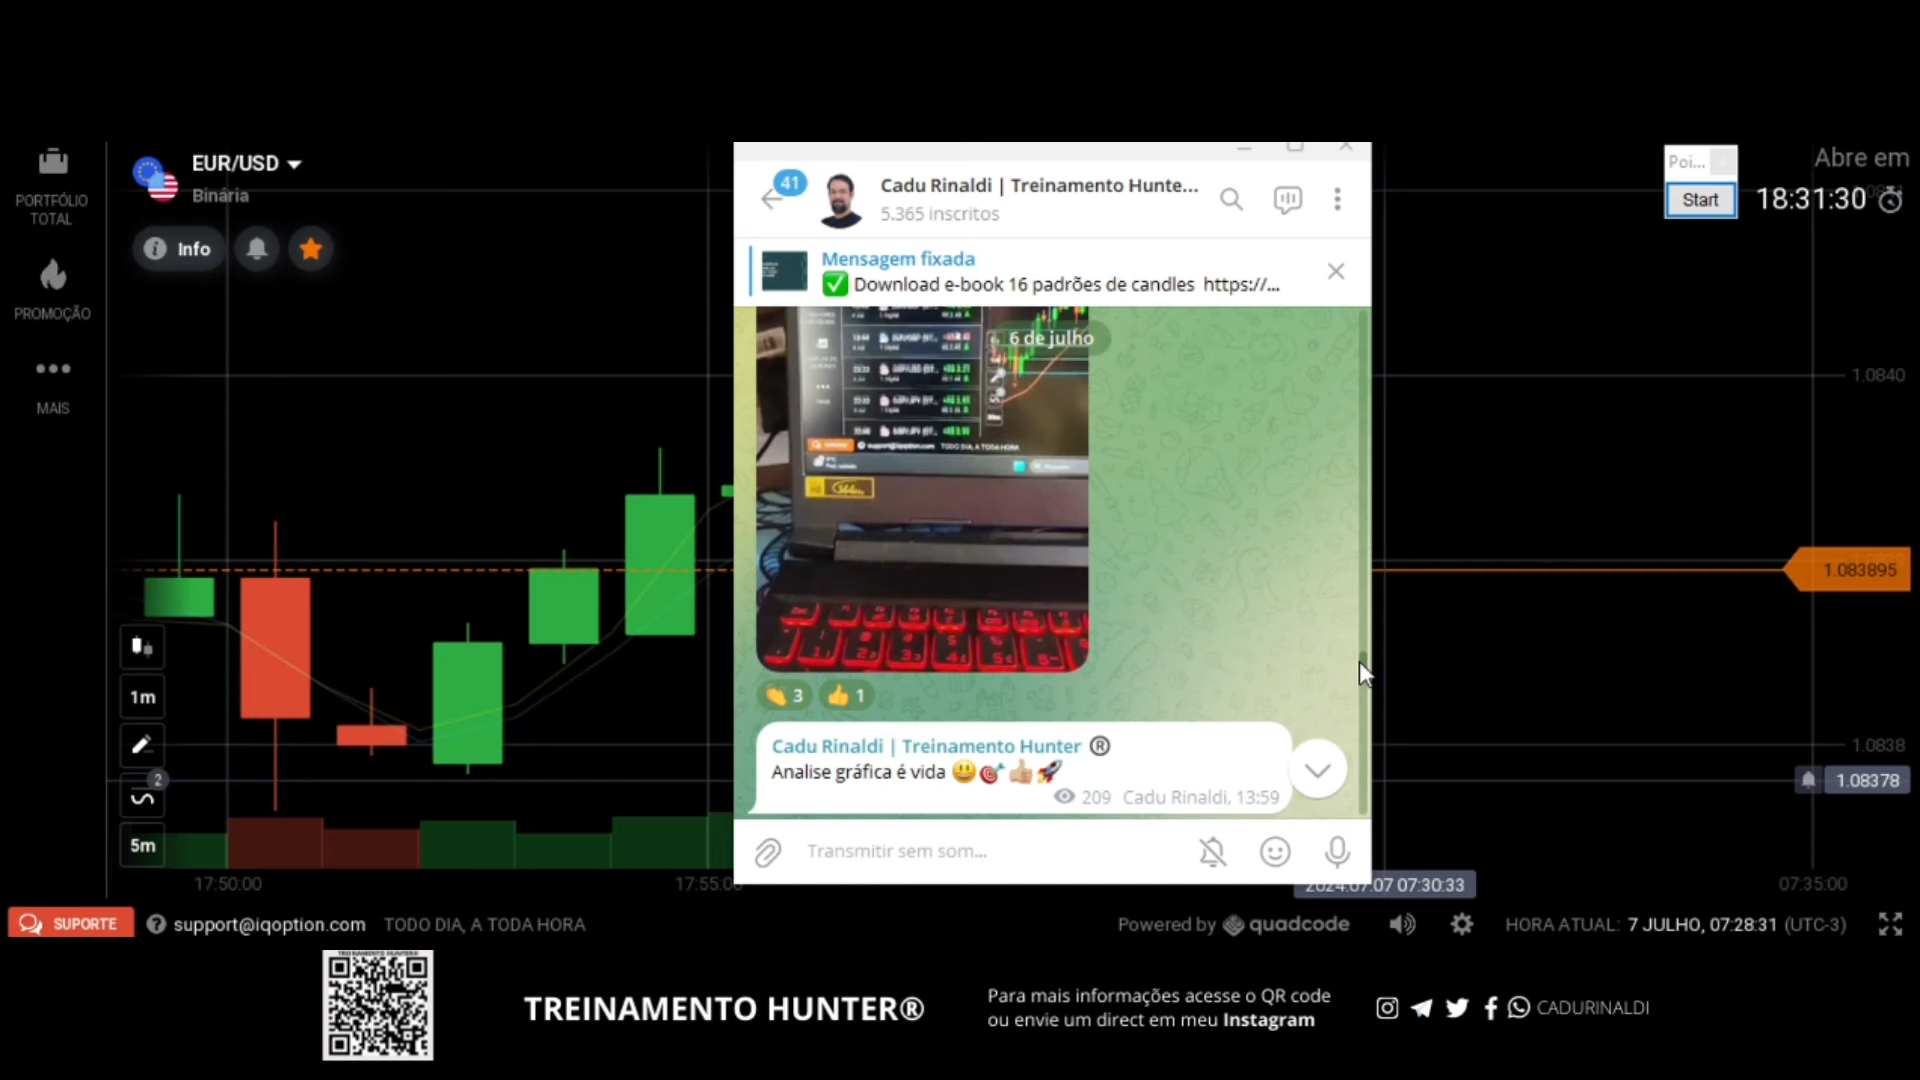 PORTFÓLIO
TOTAL
PROMOÇÃO
MAIS
EUR/USD
Binária
Info
1m
2
5m
41
Cadu Rinaldi | Treinamento Hunte...
5.365 inscritos
Mensagem fixada
✅ Download e-book 16 padrões de candles https://...
6 de julho
👏 3 👍 1
Cadu Rinaldi | Treinamento Hunter ®
Analise gráfica é vida 😃🎯👍🏼🚀
209 Cadu Rinaldi, 13:59
Transmitir sem som...
Poi...
Start
Abre em
18:31:30
1.0840
1.083895
1.0838
1.08378
17:50:00
2024.07.07 07:30:33
07:35:00
SUPORTE
support@iqoption.com TODO DIA, A TODA HORA
Powered by quadcode
HORA ATUAL: 7 JULHO, 07:28:31 (UTC-3)
TREINAMENTO HUNTER®
Para mais informações acesse o QR code
ou envie um direct em meu Instagram
CADURINALDI